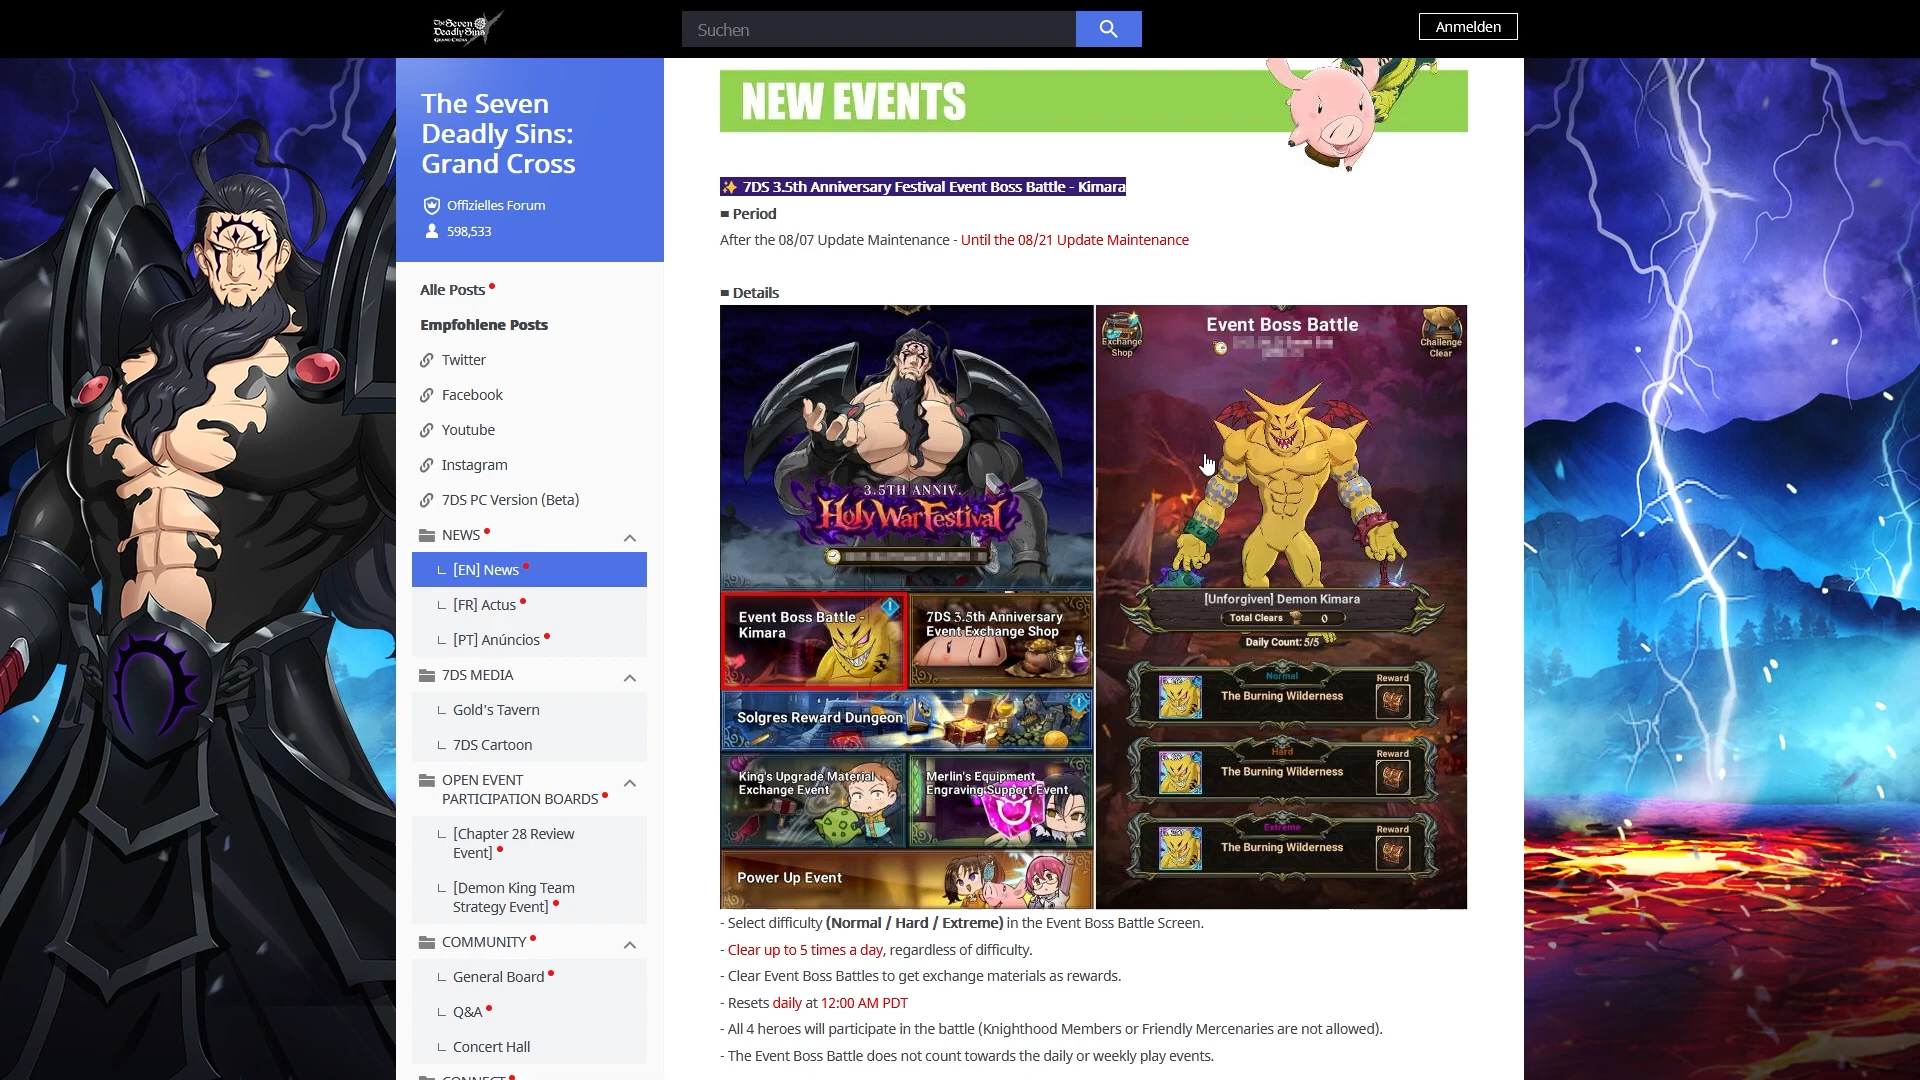 The Seven
Deadly Sins
GRAND CROSS
Suchen
Anmelden
The Seven
Deadly Sins:
Grand Cross
Offizielles Forum
598,533
Alle Posts
Empfohlene Posts
Twitter
Facebook
Youtube
Instagram
7DS PC Version (Beta)
NEWS
[EN] News
[FR] Actus
[PT] Anúncios
7DS MEDIA
Gold's Tavern
7DS Cartoon
OPEN EVENT
PARTICIPATION BOARDS
[Chapter 28 Review
Event]
[Demon King Team
Strategy Event]
COMMUNITY
General Board
Q&A
Concert Hall
CONNECT
NEW EVENTS
✨ 7DS 3.5th Anniversary Festival Event Boss Battle - Kimara
■ Period
After the 08/07 Update Maintenance - Until the 08/21 Update Maintenance
■ Details
3.5TH ANNIV.
Holy War Festival
Event Boss Battle -
Kimara
7DS 3.5th Anniversary
Event Exchange Shop
Solgres Reward Dungeon
King's Upgrade Material
Exchange Event
Merlin's Equipment
Engraving Support Event
Power Up Event
Exchange
Shop
Event Boss Battle
Challenge
Clear
[Unforgiven] Demon Kimara
Total Clears 0
Daily Count: 5/5
Normal
The Burning Wilderness
Reward
Hard
The Burning Wilderness
Reward
Extreme
The Burning Wilderness
Reward
- Select difficulty (Normal / Hard / Extreme) in the Event Boss Battle Screen.
- Clear up to 5 times a day, regardless of difficulty.
- Clear Event Boss Battles to get exchange materials as rewards.
- Resets daily at 12:00 AM PDT
- All 4 heroes will participate in the battle (Knighthood Members or Friendly Mercenaries are not allowed).
- The Event Boss Battle does not count towards the daily or weekly play events.